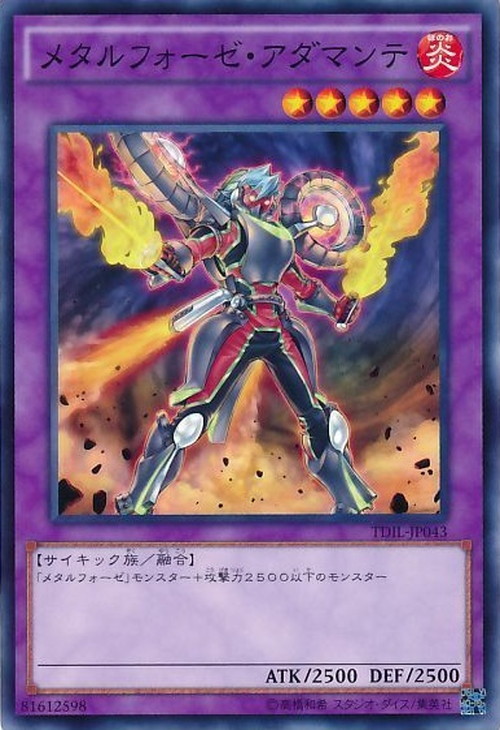 メタルフォーゼ・アダマンテ
炎
ほのお
TDIL-JP043
【サイキック族／融合】
「メタルフォーゼ」モンスター＋攻撃力２５００以下のモンスター
ATK/2500 DEF/2500
81612598 ©高橋和希 スタジオ・ダイス/集英社